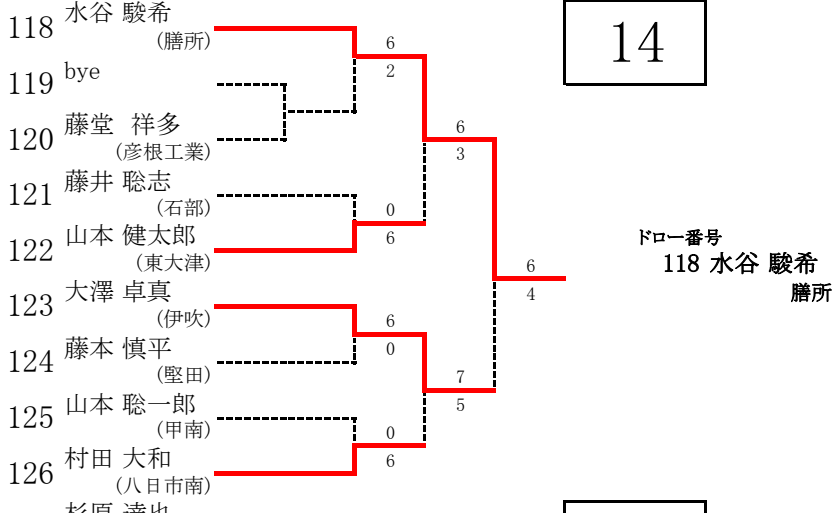 118 水谷 駿希
(膳所)
119 bye
120 藤堂 祥多
(彦根工業)
121 藤井 聡志
(石部)
122 山本 健太郎
(東大津)
123 大澤 卓真
(伊吹)
124 藤本 慎平
(堅田)
125 山本 聡一郎
(甲南)
126 村田 大和
(八日市南)
6
2
0
6
6
0
0
6
6
3
7
5
6
4
14
ドロー番号
118 水谷 駿希
膳所